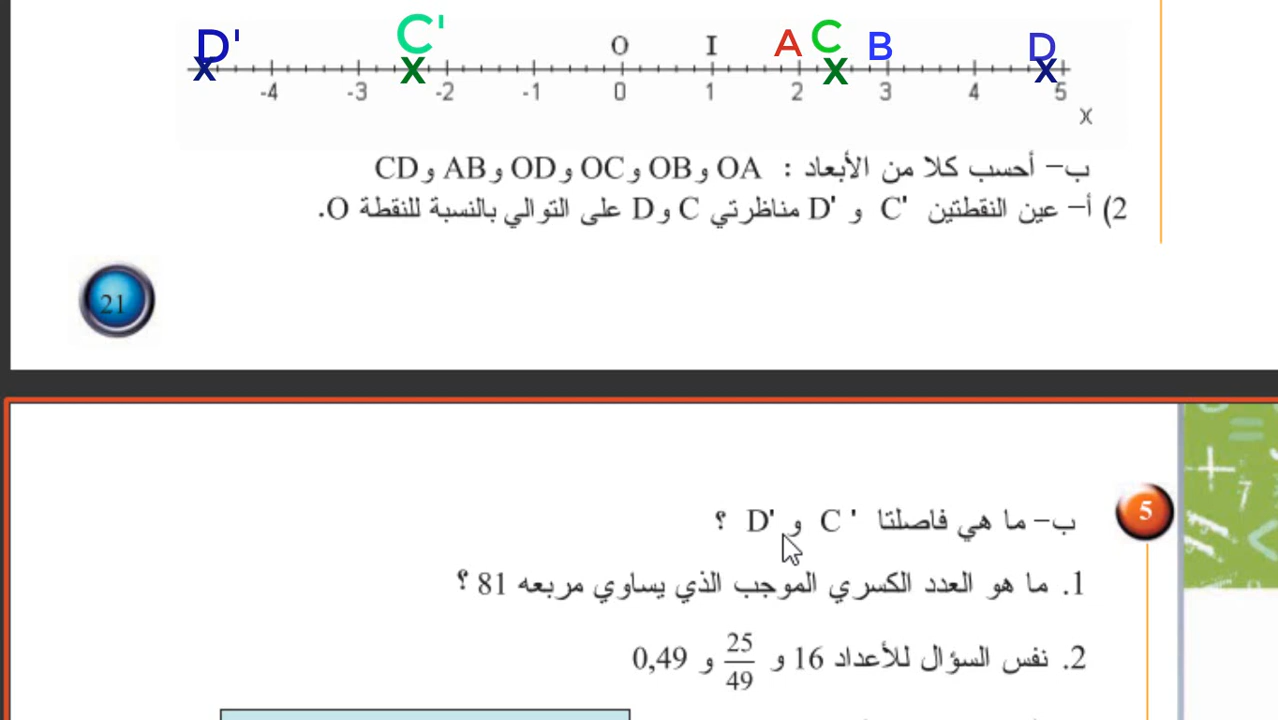 D' C' O I A C B D
-4 -3 -2 -1 0 1 2 3 4 5
X
ب– أحسب كلا من الأبعاد : OA و OB و OC و OD و AB و CD
2) أ– عين النقطتين C' و D' مناظرتي C و D على التوالي بالنسبة للنقطة O.
21
5
ب– ما هي فاصلتا C ' و D' ؟
1. ما هو العدد الكسري الموجب الذي يساوي مربعه 81 ؟
2. نفس السؤال للأعداد 16 و 25/49 و 0,49